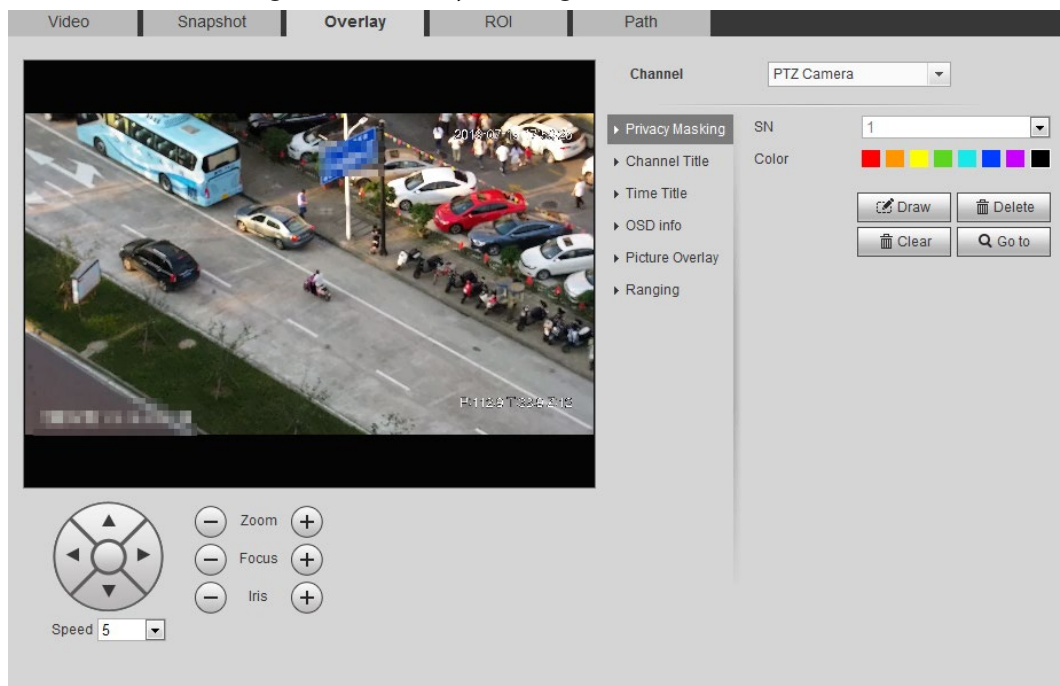 Video Snapshot Overlay ROI Path
Channel PTZ Camera
Privacy Masking
Channel Title
Time Title
OSD info
Picture Overlay
Ranging
SN 1
Color
Draw Delete
Clear Go to
Zoom
Focus
Iris
Speed 5